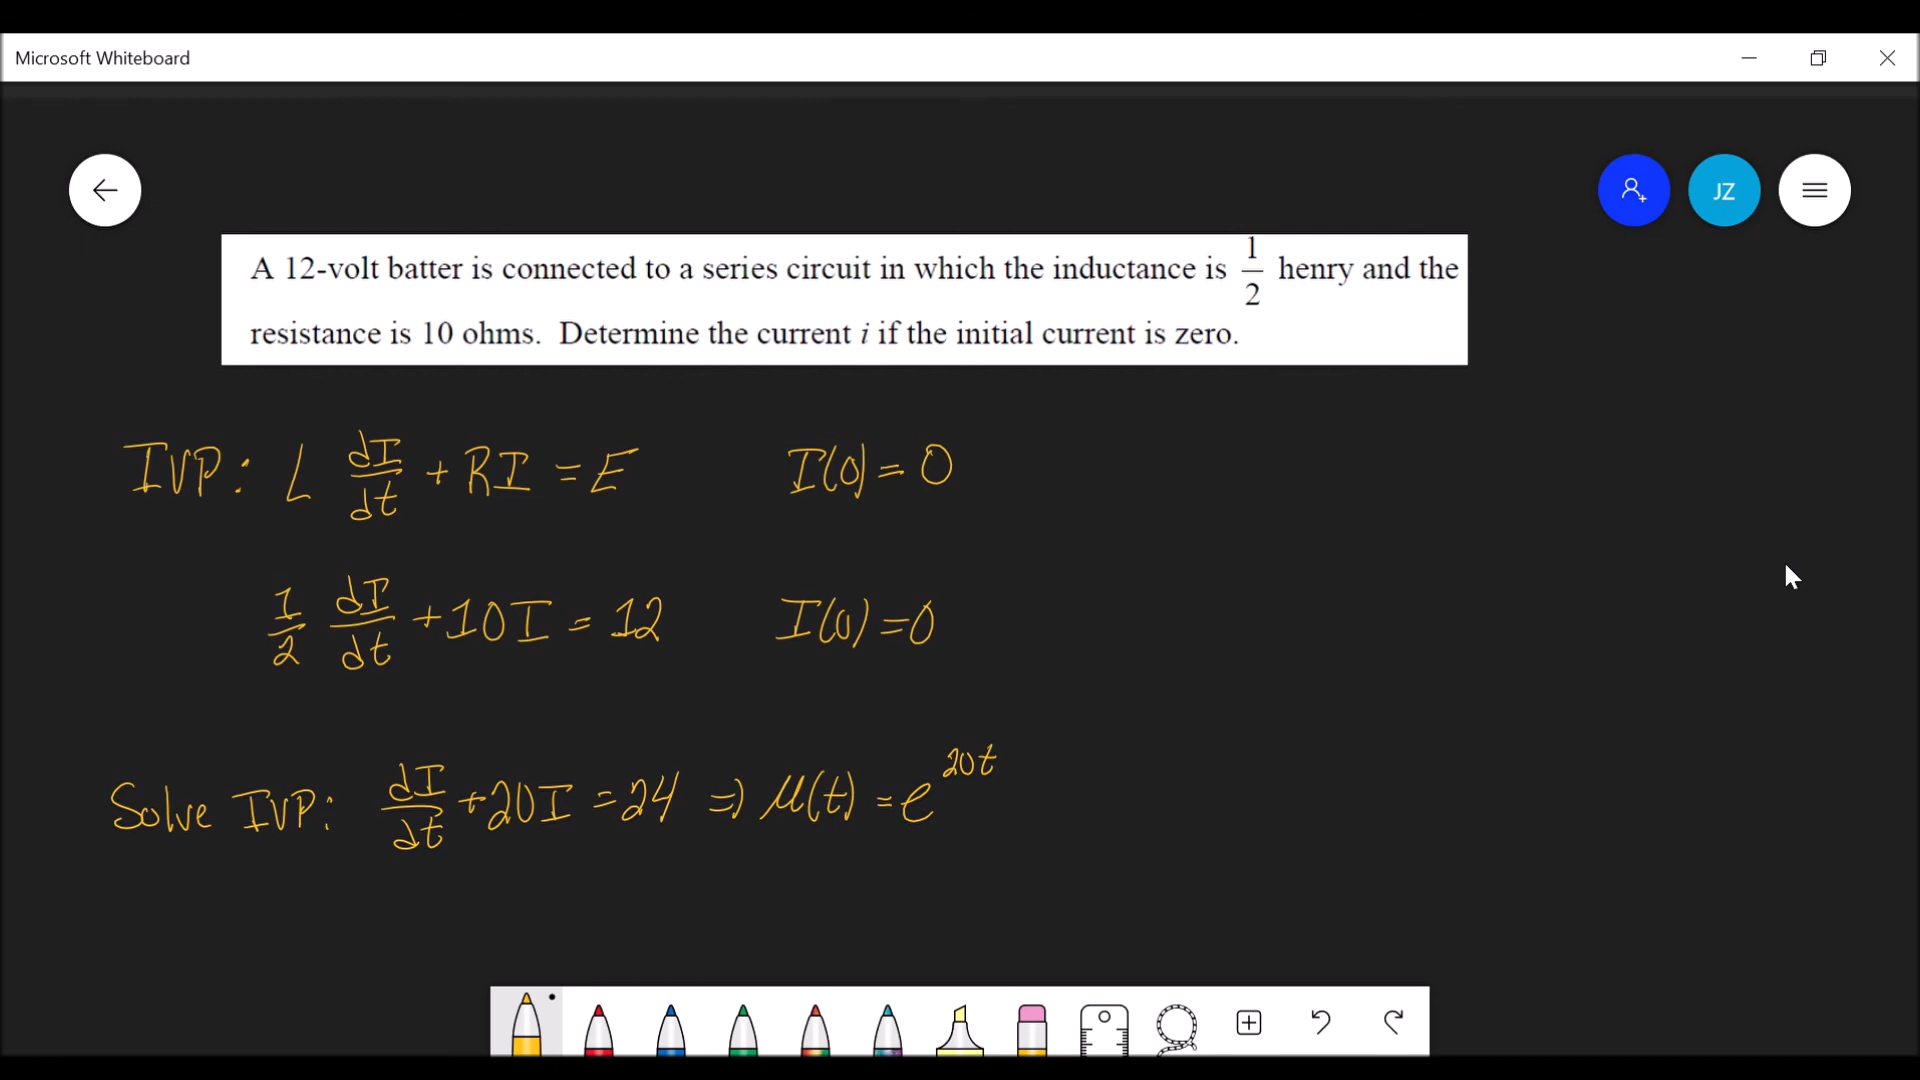 Microsoft Whiteboard
JZ
A 12-volt batter is connected to a series circuit in which the inductance is 1/2 henry and the
resistance is 10 ohms. Determine the current i if the initial current is zero.
IVP: L dI/dt + RI = E I(0) = 0
1/2 dI/dt + 10I = 12 I(0) = 0
Solve IVP: dI/dt + 20I = 24 ⇒ μ(t) = e^20t